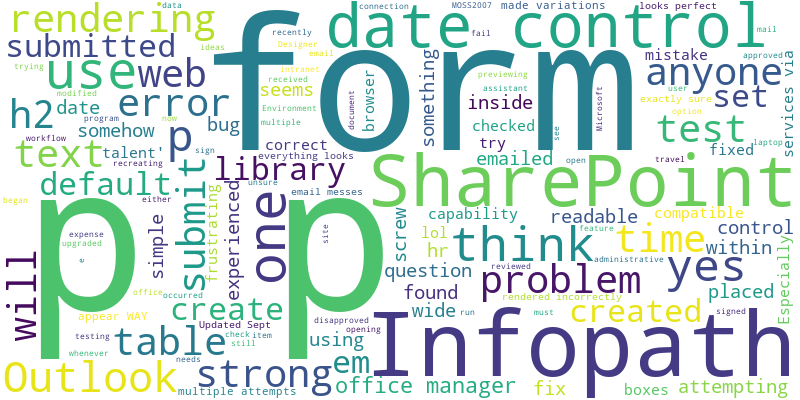 data
connection
MOSS2007
made variations
looks perfect
rendering
date control
submitted
ideas
recently
Designer
fail
mail
trying
form
email
mistake
approved
use
web
Intranet
something
anyone
services via
modified
seems
received
previewing
error
Environment
document
browser
assistant
Microsoft
exactly sure
user
h2
date
program
now
multiple
inside
set
option
somehow
p
bug
checked
see
test
workflow
sign
correct
try
fixed
laptop
text
talent'
everything looks
emailed
open
travel
recreating
library
SharePoint
default
submit
unsure
email messes
began
either
frustrating
experienced
one
screw
capability
readable
compatible
expense
p
p
site
lol
feature
time
control
upgraded
simple
hr
think
within
Especially
e
will
question
administrative
yes
office
occurred
found
reviewed
problem
placed
create
wide
rendered incorrectly
appear WAY
Updated Sept
disapproved
run
Infopath
must
created
signed
testing
table
check
item
opening
using
whenever
still
Outlook
strong
needs
em
office manager
fix
boxes
attempting
multiple attempts